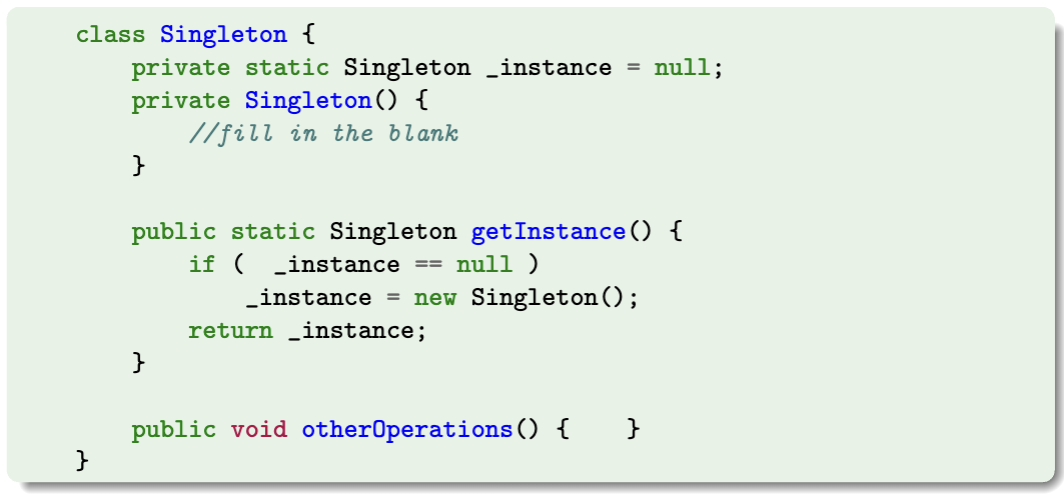 class Singleton {
    private static Singleton _instance = null;
    private Singleton() {
        //fill in the blank
    }

    public static Singleton getInstance() {
        if (  _instance == null )
            _instance = new Singleton();
        return _instance;
    }

    public void otherOperations() {    }
}